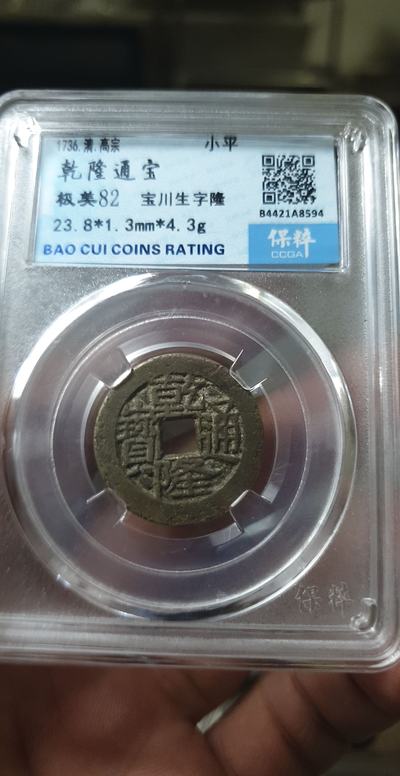 1736.清.高宗 小平
乾隆通宝
极美82 宝川生字隆
23.8*1.3mm*4.3g
B4421A8594
BAO CUI COINS RATING
保粹
CCGA
乾隆通寳
保粹